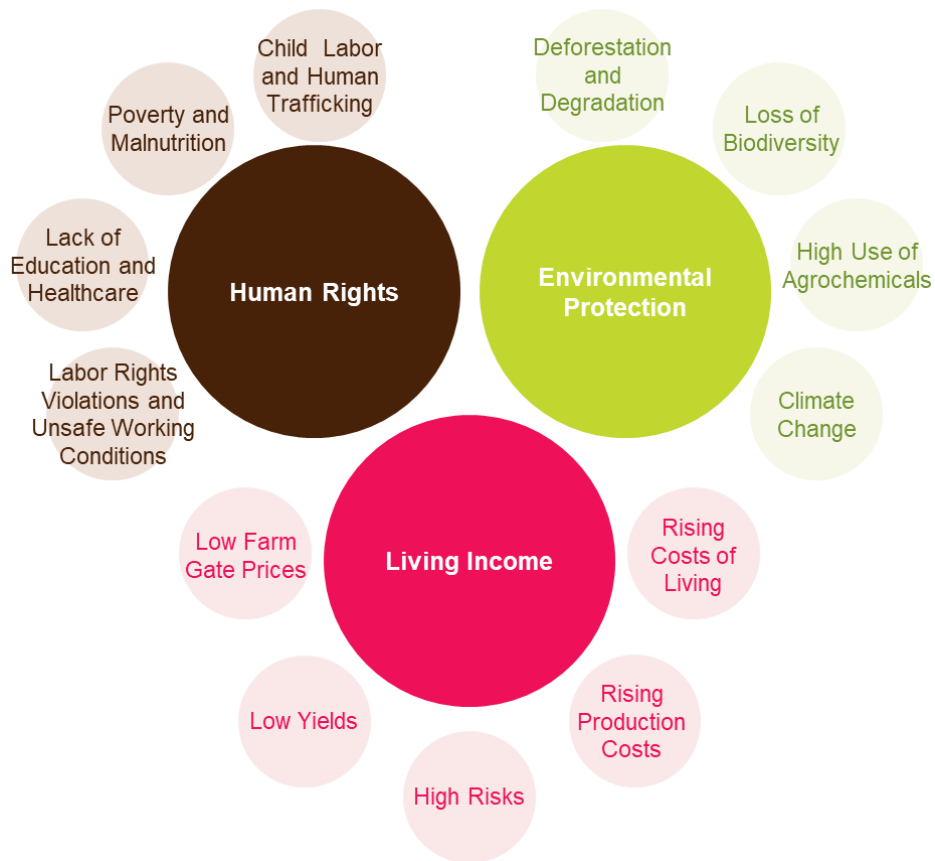 Child Labor
and Human
Trafficking
Poverty and
Malnutrition
Lack of
Education and
Healthcare
Labor Rights
Violations and
Unsafe Working
Conditions
Human Rights
Deforestation
and
Degradation
Loss of
Biodiversity
High Use of
Agrochemicals
Climate
Change
Environmental
Protection
Living Income
Low Farm
Gate Prices
Low Yields
High Risks
Rising
Production
Costs
Rising
Costs of
Living